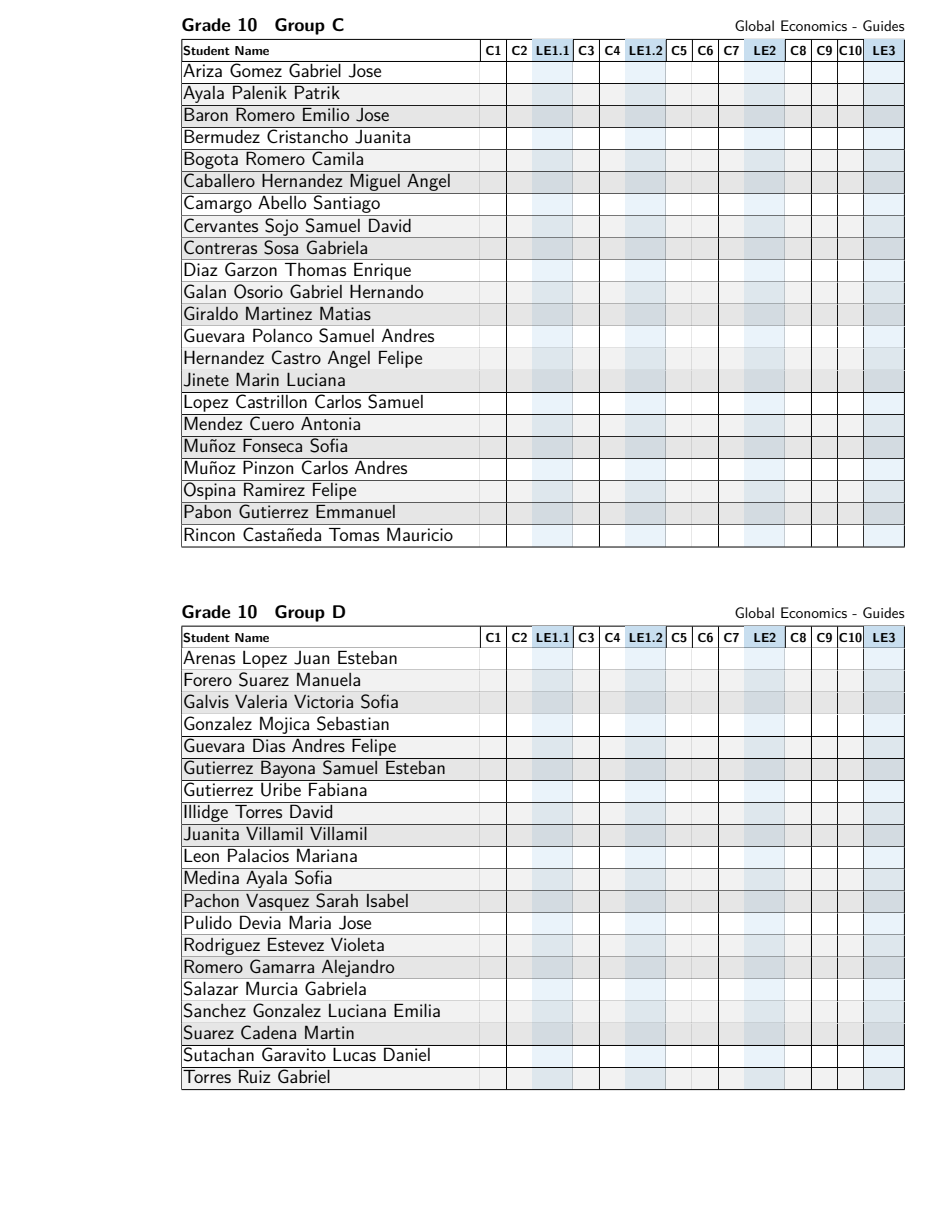 Grade 10 Group C Global Economics - Guides
Student Name C1 C2 LE1.1 C3 C4 LE1.2 C5 C6 C7 LE2 C8 C9 C10 LE3
Ariza Gomez Gabriel Jose
Ayala Palenik Patrik
Baron Romero Emilio Jose
Bermudez Cristancho Juanita
Bogota Romero Camila
Caballero Hernandez Miguel Angel
Camargo Abello Santiago
Cervantes Sojo Samuel David
Contreras Sosa Gabriela
Diaz Garzon Thomas Enrique
Galan Osorio Gabriel Hernando
Giraldo Martinez Matias
Guevara Polanco Samuel Andres
Hernandez Castro Angel Felipe
Jinete Marin Luciana
Lopez Castrillon Carlos Samuel
Mendez Cuero Antonia
Muñoz Fonseca Sofia
Muñoz Pinzon Carlos Andres
Ospina Ramirez Felipe
Pabon Gutierrez Emmanuel
Rincon Castañeda Tomas Mauricio
Grade 10 Group D Global Economics - Guides
Student Name C1 C2 LE1.1 C3 C4 LE1.2 C5 C6 C7 LE2 C8 C9 C10 LE3
Arenas Lopez Juan Esteban
Forero Suarez Manuela
Galvis Valeria Victoria Sofia
Gonzalez Mojica Sebastian
Guevara Dias Andres Felipe
Gutierrez Bayona Samuel Esteban
Gutierrez Uribe Fabiana
Illidge Torres David
Juanita Villamil Villamil
Leon Palacios Mariana
Medina Ayala Sofia
Pachon Vasquez Sarah Isabel
Pulido Devia Maria Jose
Rodriguez Estevez Violeta
Romero Gamarra Alejandro
Salazar Murcia Gabriela
Sanchez Gonzalez Luciana Emilia
Suarez Cadena Martin
Sutachan Garavito Lucas Daniel
Torres Ruiz Gabriel